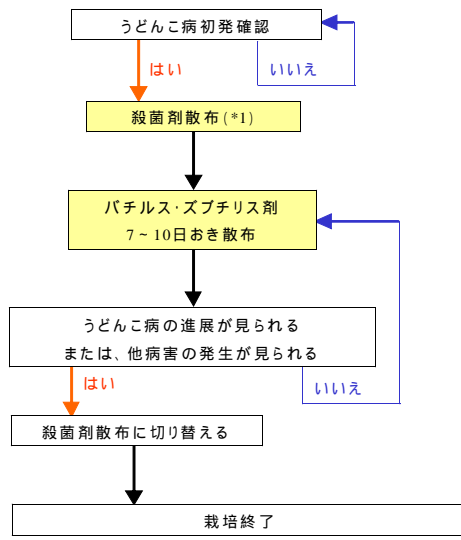 うどんこ病初発確認
はい
いいえ
殺菌剤散布(*1)
バチルス･ズブチリス剤
7~10日おき散布
うどんこ病の進展が見られる
または、他病害の発生が見られる
はい
いいえ
殺菌剤散布に切り替える
栽培終了